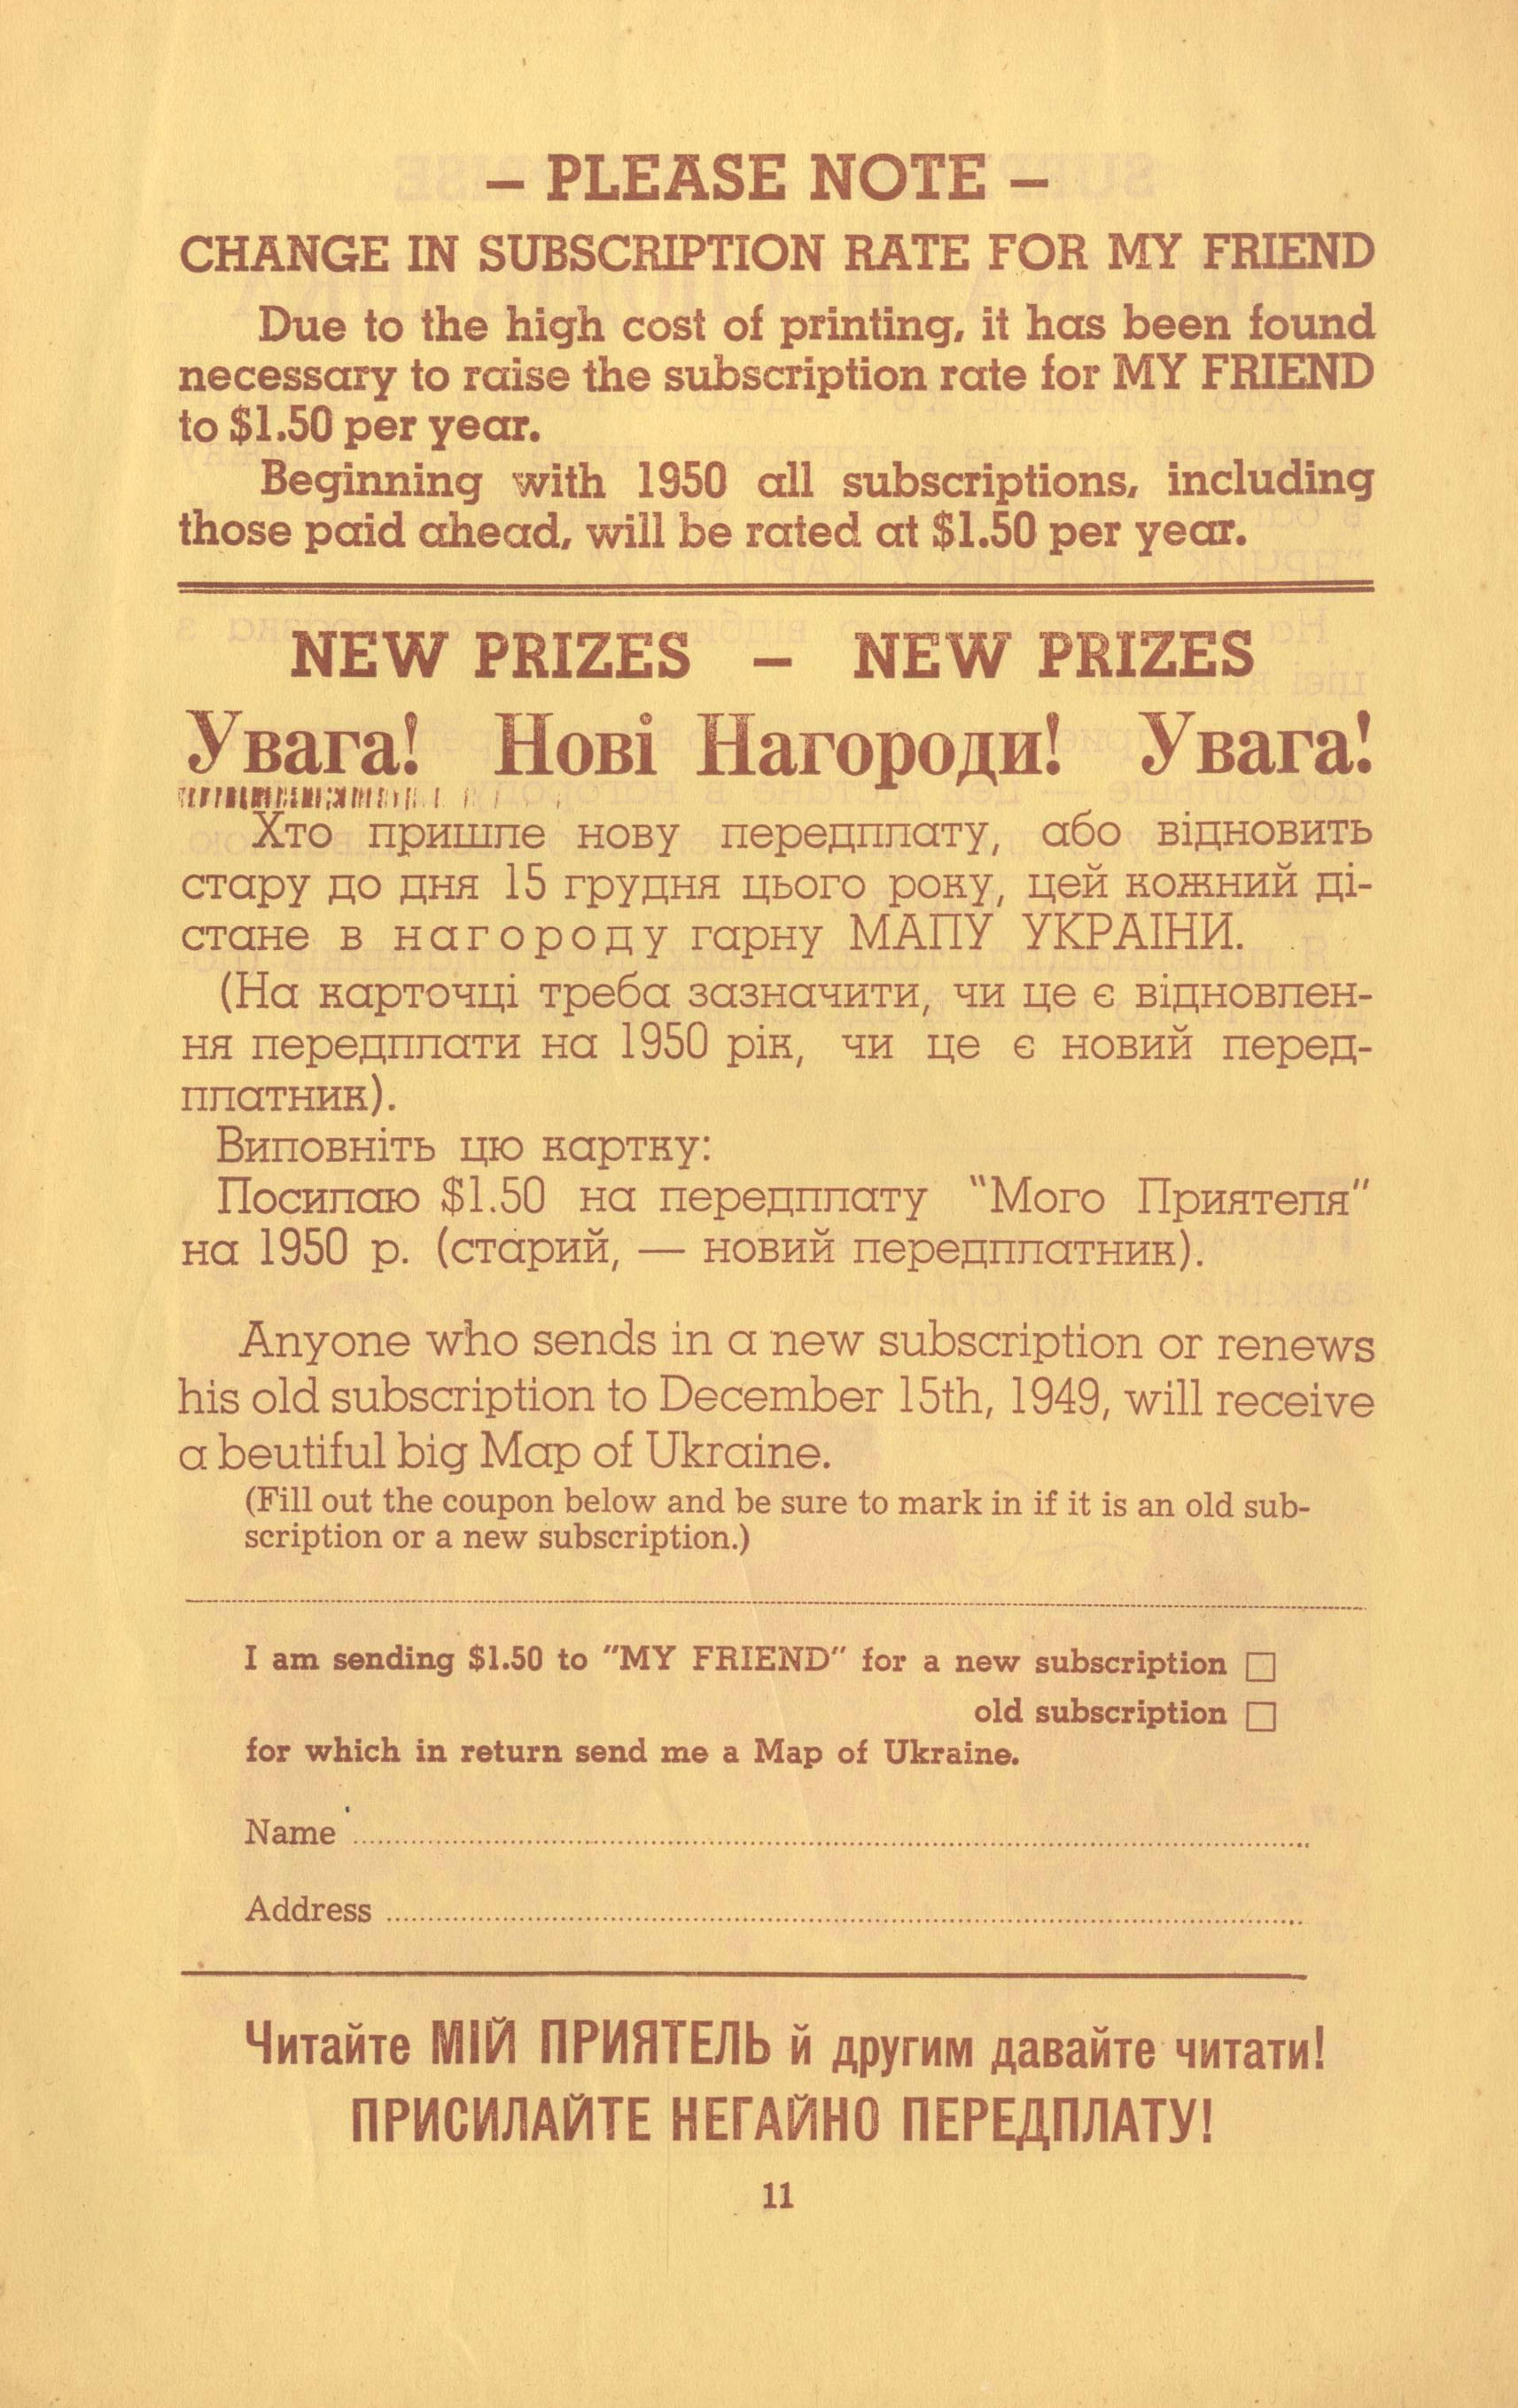 – PLEASE NOTE –
CHANGE IN SUBSCRIPTION RATE FOR MY FRIEND
Due to the high cost of printing, it has been found
necessary to raise the subscription rate for MY FRIEND
to $1.50 per year.
Beginning with 1950 all subscriptions, including
those paid ahead, will be rated at $1.50 per year.
NEW PRIZES – NEW PRIZES
Увага! Нові Нагороди! Увага!
Хто пришле нову передплату, або відновить
стару до дня 15 грудня цього року, цей кожний ді-
стане в нагороду гарну МАПУ УКРАІНИ.
(На карточці треба зазначити, чи це є відновлен-
ня передплати на 1950 рік, чи це є новий перед-
платник).
Виповніть цю картку:
Посилаю $1.50 на передплату "Мого Приятеля"
на 1950 р. (старий, — новий передплатник).
Anyone who sends in a new subscription or renews
his old subscription to December 15th, 1949, will receive
a beutiful big Map of Ukraine.
(Fill out the coupon below and be sure to mark in if it is an old sub-
scription or a new subscription.)
I am sending $1.50 to "MY FRIEND" for a new subscription □
old subscription □
for which in return send me a Map of Ukraine.
Name
Address
Читайте МІЙ ПРИЯТЕЛЬ й другим давайте читати!
ПРИСИЛАЙТЕ НЕГАЙНО ПЕРЕДПЛАТУ!
11